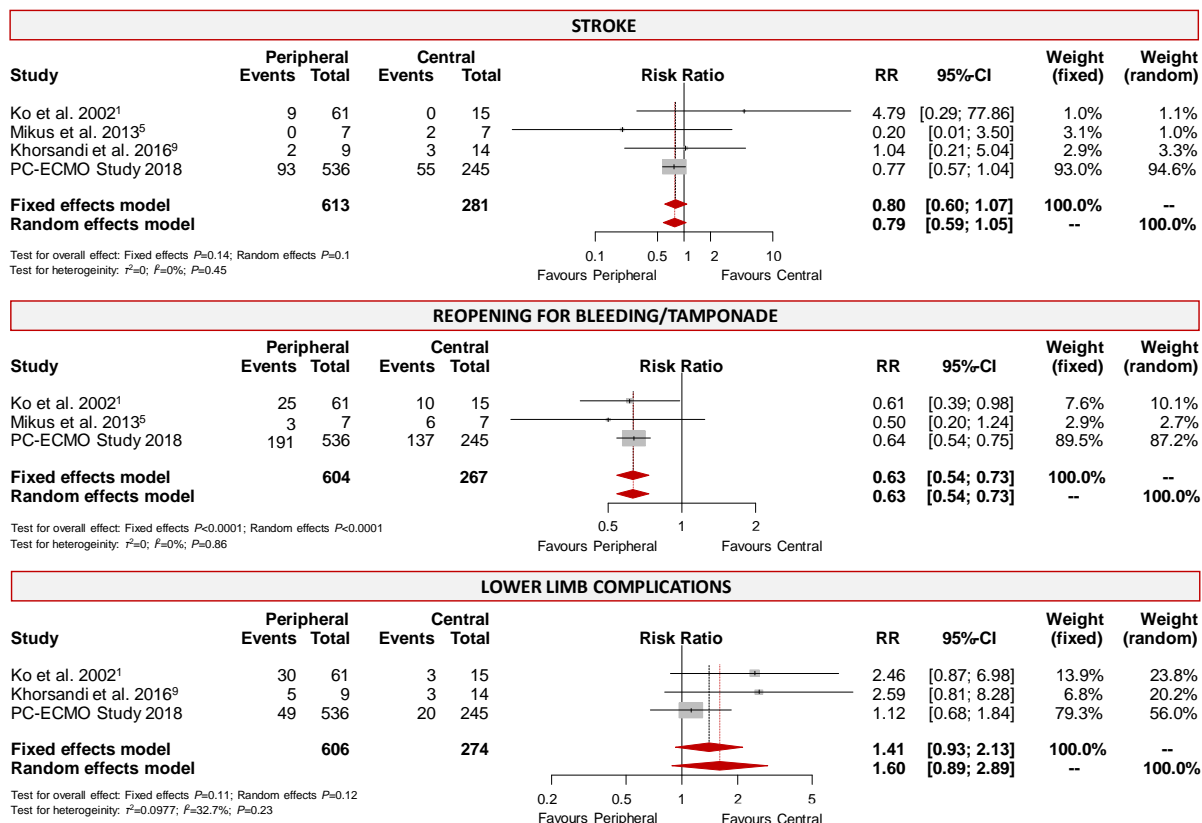 STROKE
Peripheral Central Weight Weight
Study Events Total Events Total Risk Ratio RR 95%-CI (fixed) (random)
Ko et al. 2002¹ 9 61 0 15 4.79 [0.29; 77.86] 1.0% 1.1%
Mikus et al. 2013⁵ 0 7 2 7 0.20 [0.01; 3.50] 3.1% 1.0%
Khorsandi et al. 2016⁹ 2 9 3 14 1.04 [0.21; 5.04] 2.9% 3.3%
PC-ECMO Study 2018 93 536 55 245 0.77 [0.57; 1.04] 93.0% 94.6%
Fixed effects model 613 281 0.80 [0.60; 1.07] 100.0% --
Random effects model 0.79 [0.59; 1.05] -- 100.0%
Test for overall effect: Fixed effects P=0.14; Random effects P=0.1
0.1 0.5 1 2 10
Test for heterogeinity: τ²=0; I²=0%; P=0.45
Favours Peripheral Favours Central
REOPENING FOR BLEEDING/TAMPONADE
Peripheral Central Weight Weight
Study Events Total Events Total Risk Ratio RR 95%-CI (fixed) (random)
Ko et al. 2002¹ 25 61 10 15 0.61 [0.39; 0.98] 7.6% 10.1%
Mikus et al. 2013⁵ 3 7 6 7 0.50 [0.20; 1.24] 2.9% 2.7%
PC-ECMO Study 2018 191 536 137 245 0.64 [0.54; 0.75] 89.5% 87.2%
Fixed effects model 604 267 0.63 [0.54; 0.73] 100.0% --
Random effects model 0.63 [0.54; 0.73] -- 100.0%
Test for overall effect: Fixed effects P<0.0001; Random effects P<0.0001
0.5 1 2
Test for heterogeinity: τ²=0; I²=0%; P=0.86
Favours Peripheral Favours Central
LOWER LIMB COMPLICATIONS
Peripheral Central Weight Weight
Study Events Total Events Total Risk Ratio RR 95%-CI (fixed) (random)
Ko et al. 2002¹ 30 61 3 15 2.46 [0.87; 6.98] 13.9% 23.8%
Khorsandi et al. 2016⁹ 5 9 3 14 2.59 [0.81; 8.28] 6.8% 20.2%
PC-ECMO Study 2018 49 536 20 245 1.12 [0.68; 1.84] 79.3% 56.0%
Fixed effects model 606 274 1.41 [0.93; 2.13] 100.0% --
Random effects model 1.60 [0.89; 2.89] -- 100.0%
Test for overall effect: Fixed effects P=0.11; Random effects P=0.12
0.2 0.5 1 2 5
Test for heterogeinity: τ²=0.0977; I²=32.7%; P=0.23
Favours Peripheral Favours Central